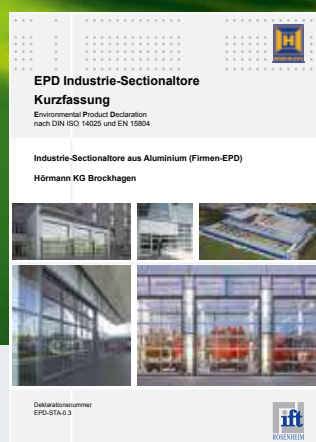 EPD Industrie-Sectionaltore
Kurzfassung
Environmental Product Declaration
nach DIN ISO 14025 und EN 15804
Industrie-Sectionaltore aus Aluminium (Firmen-EPD)
Hörmann KG Brockhagen
Deklarationsnummer
EPD-STA-0.3
ift
ROSENHEIM